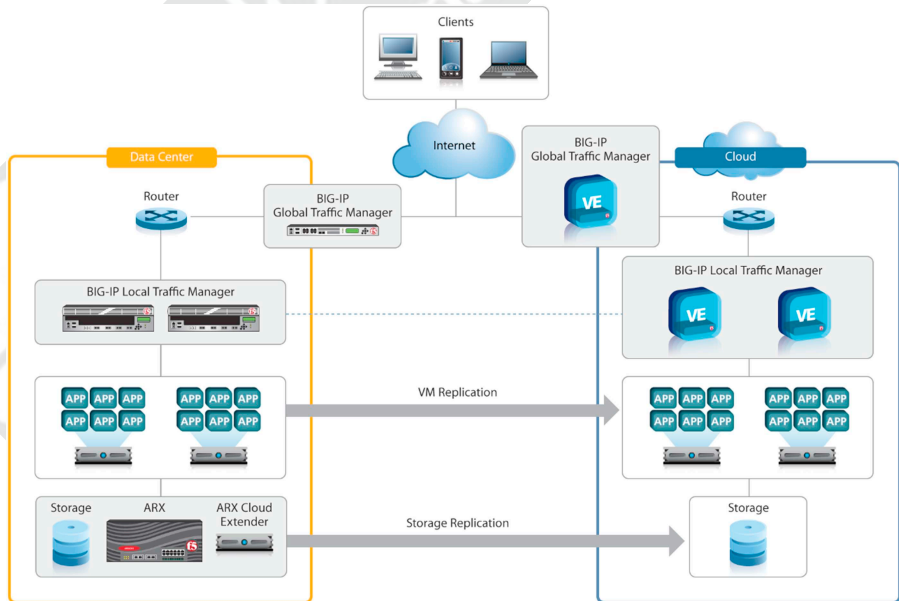 Clients
Internet
BIG-IP
Global Traffic Manager
VE
Data Center
Cloud
Router
BIG-IP
Global Traffic Manager
f5
Router
BIG-IP Local Traffic Manager
BIG-IP Local Traffic Manager
VE
VE
APP APP APP APP APP APP
APP APP APP APP APP APP
VM Replication
APP APP APP APP APP APP
APP APP APP APP APP APP
Storage
ARX
ARX Cloud
Extender
f5
Storage Replication
Storage